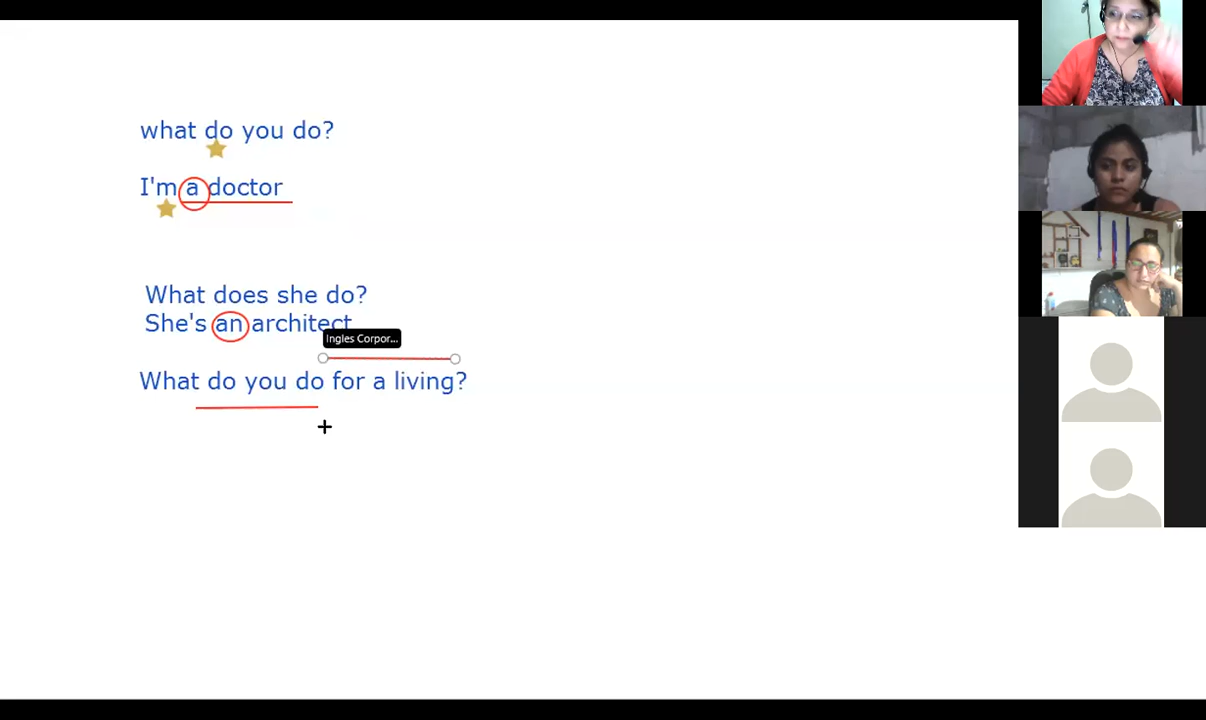 what do you do?
I'm a doctor
What does she do?
She's an architect
Ingles Corpor...
What do you do for a living?